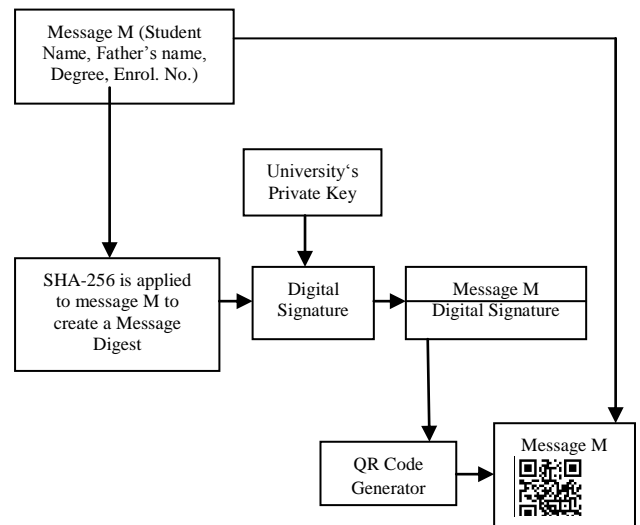 Message M (Student
Name, Father’s name,
Degree, Enrol. No.)
University‘s
Private Key
SHA-256 is applied
to message M to
create a Message
Digest
Digital
Signature
Message M
Digital Signature
QR Code
Generator
Message M